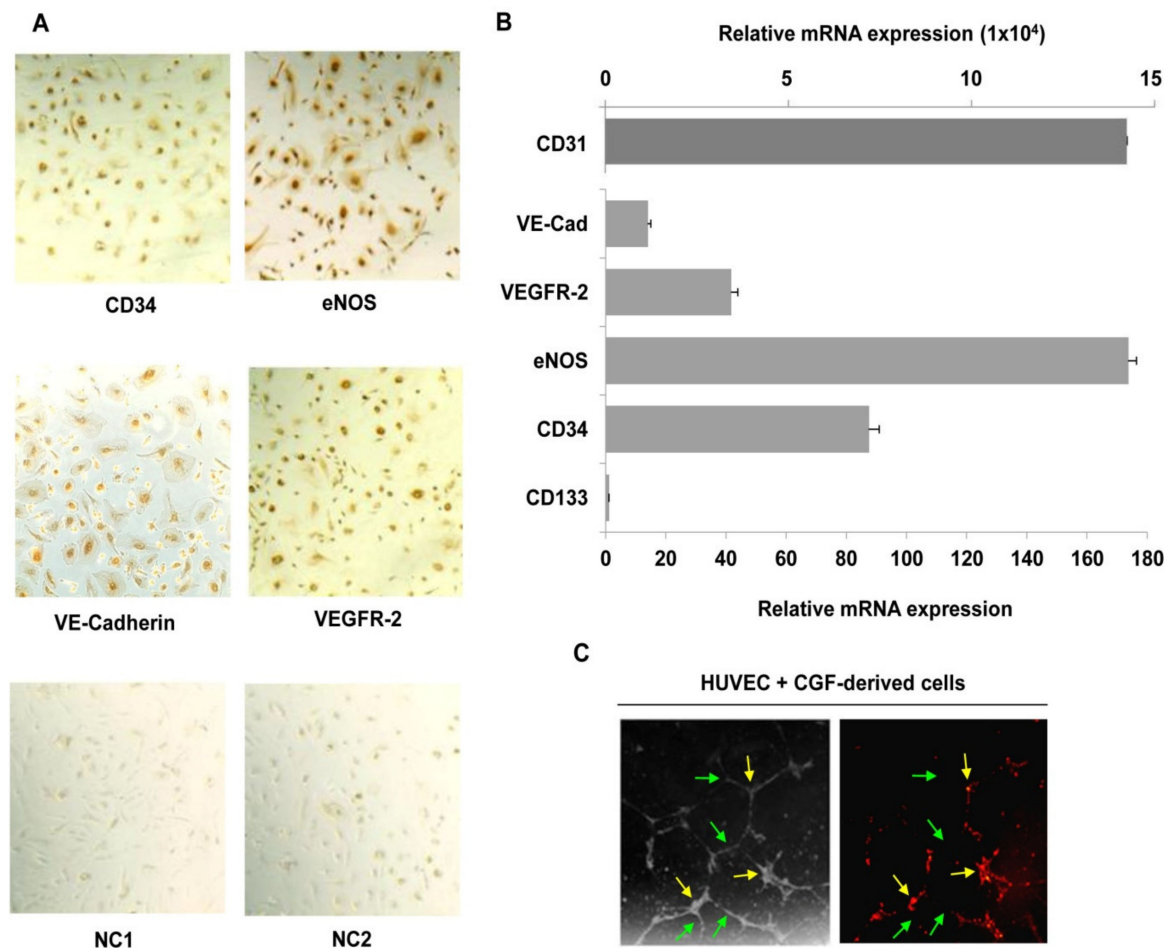 A
CD34
eNOS
VE-Cadherin
VEGFR-2
NC1
NC2
B
Relative mRNA expression (1x10⁴)
0 5 10 15
CD31
VE-Cad
VEGFR-2
eNOS
CD34
CD133
0 20 40 60 80 100 120 140 160 180
Relative mRNA expression
C
HUVEC + CGF-derived cells